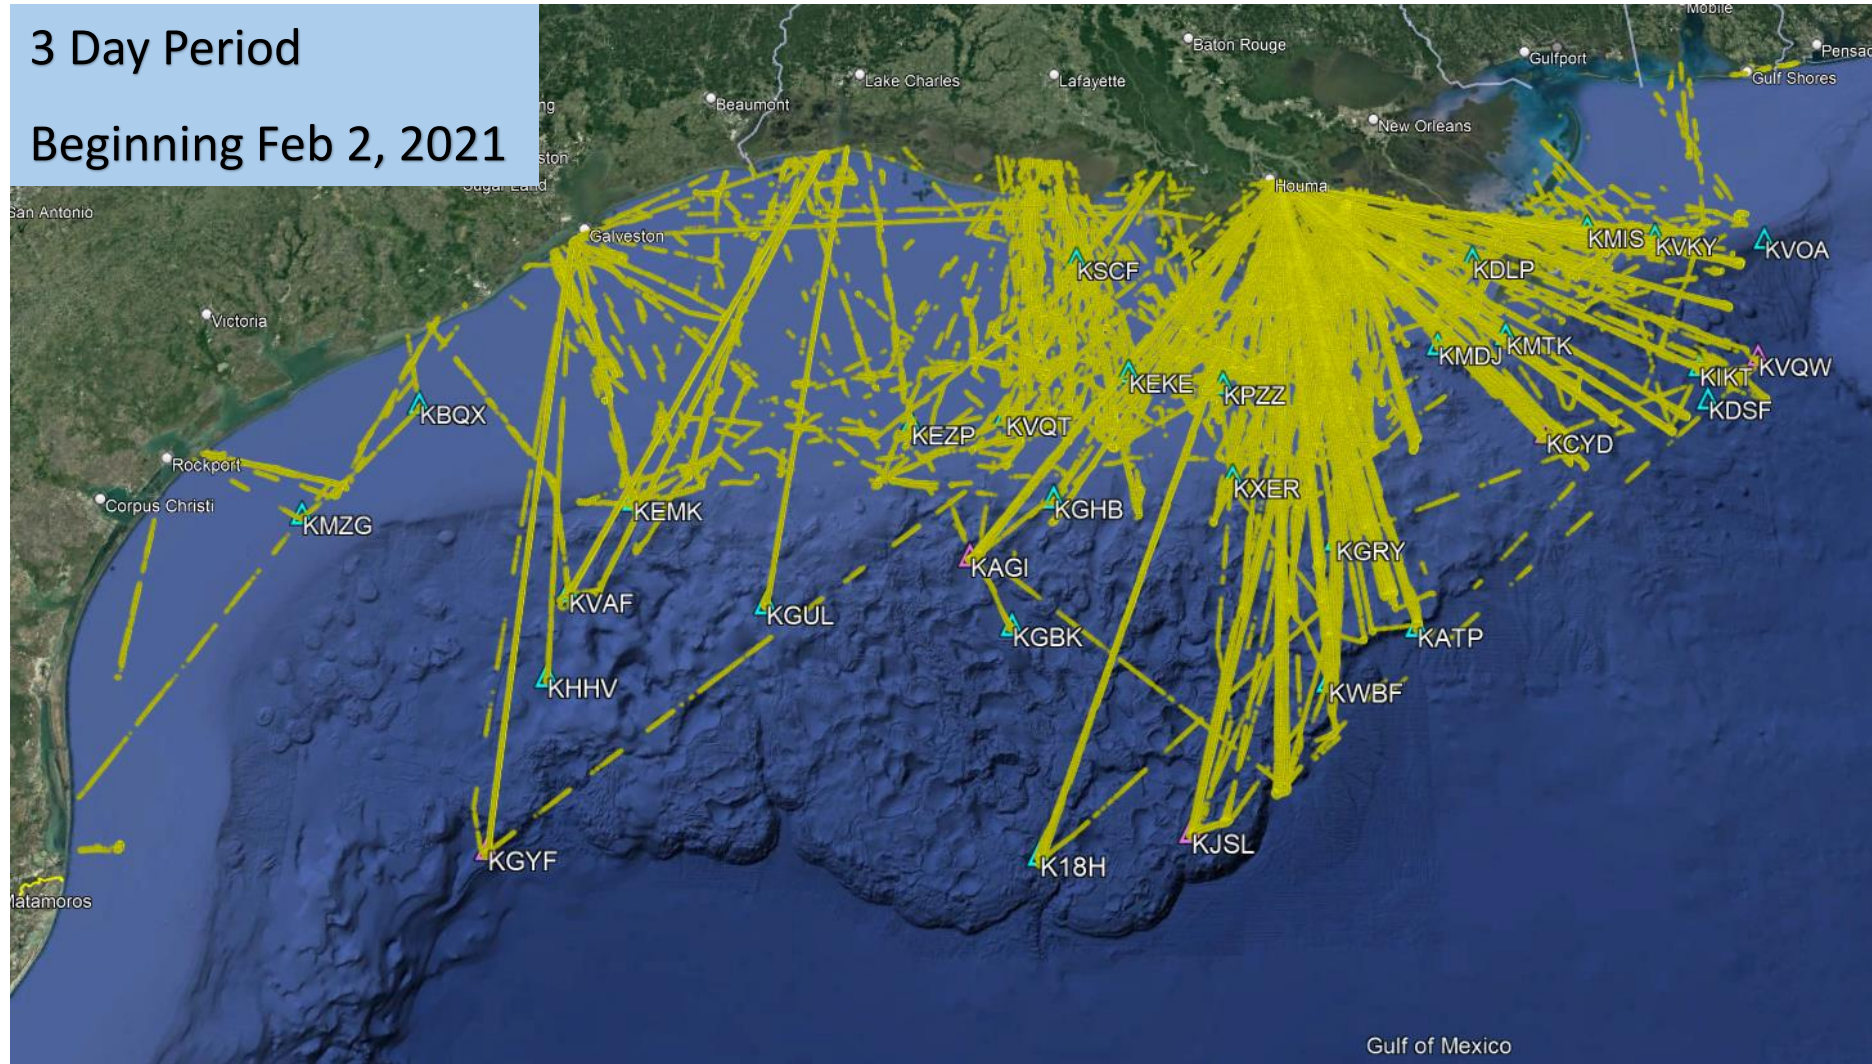 3 Day Period
Beginning Feb 2, 2021
Mobile
Baton Rouge
Gulfport
Lake Charles
Lafayette
Gulf Shores
Beaumont
New Orleans
Houma
San Antonio
Galveston
KMIS
KVKY
KVOA
KSCF
KDLP
Victoria
KMDJ
KMTK
KVQW
KIKT
KEKE
KPZZ
KDSF
KBQX
KEZP
KVQT
KCYD
Rockport
KXER
Corpus Christi
KMZG
KEMK
KGHB
KGRY
KAGI
KVAF
KGUL
KGBK
KATP
KHHV
KWBF
KJSL
KGYF
K18H
Matamoros
Gulf of Mexico